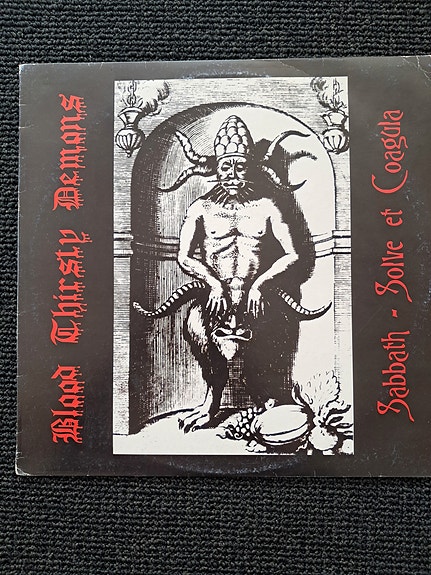 Blood Thirsty Demons
Sabbath - Solve et Coagula